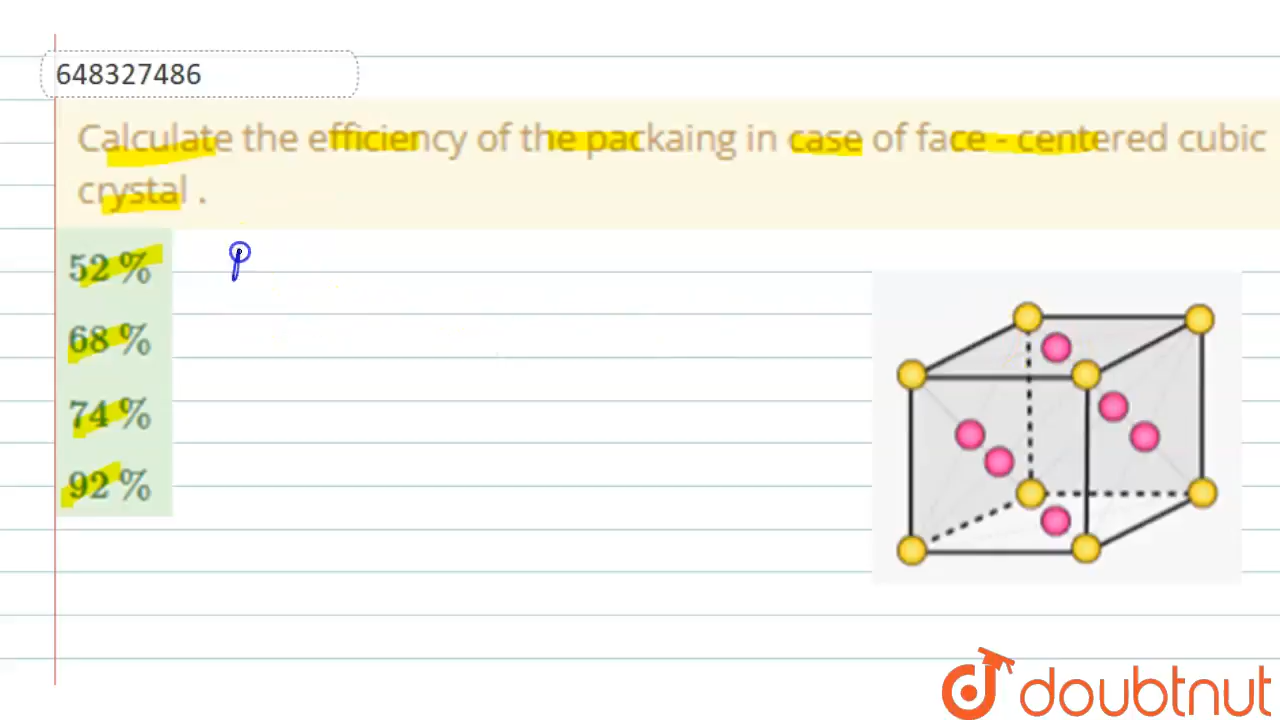 648327486
Calculate the efficiency of the packaing in case of face - centered cubic
crystal .
52 %
68 %
74 %
92 %
doubtnut